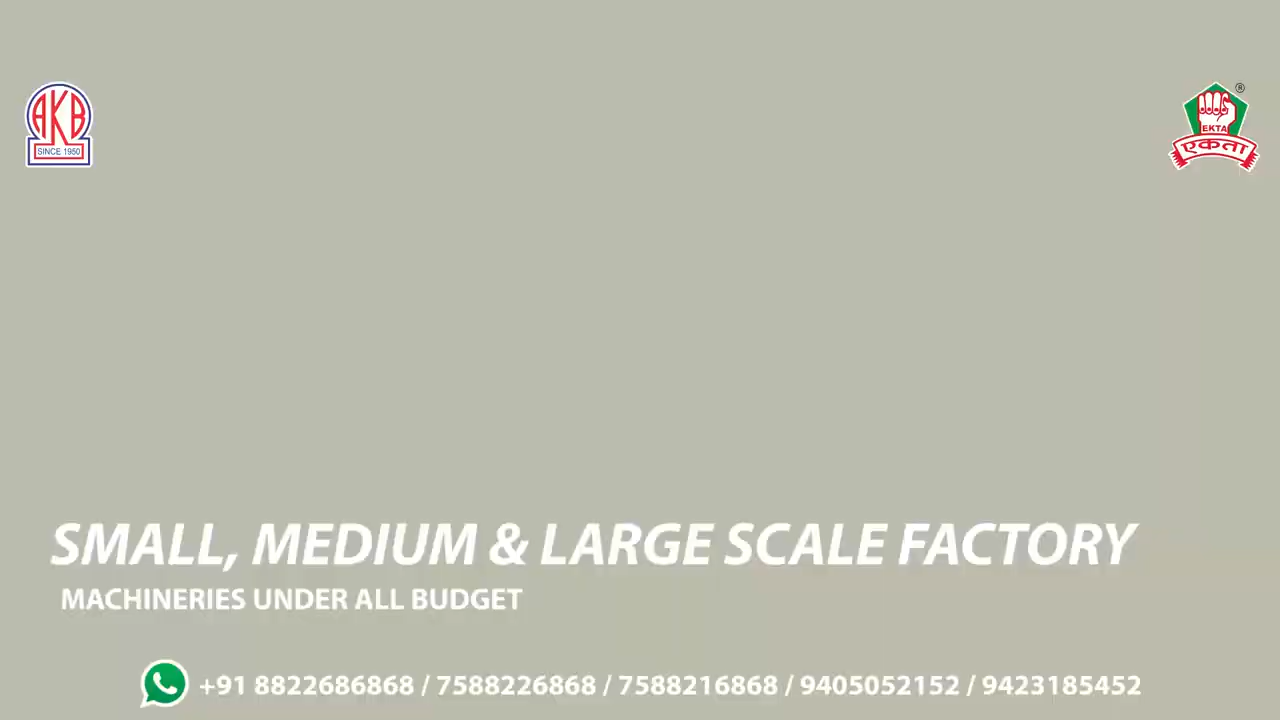 AKB
SINCE 1950
®
EKTA
एकता
SMALL, MEDIUM & LARGE SCALE FACTORY
MACHINERIES UNDER ALL BUDGET
+91 8822686868 / 7588226868 / 7588216868 / 9405052152 / 9423185452